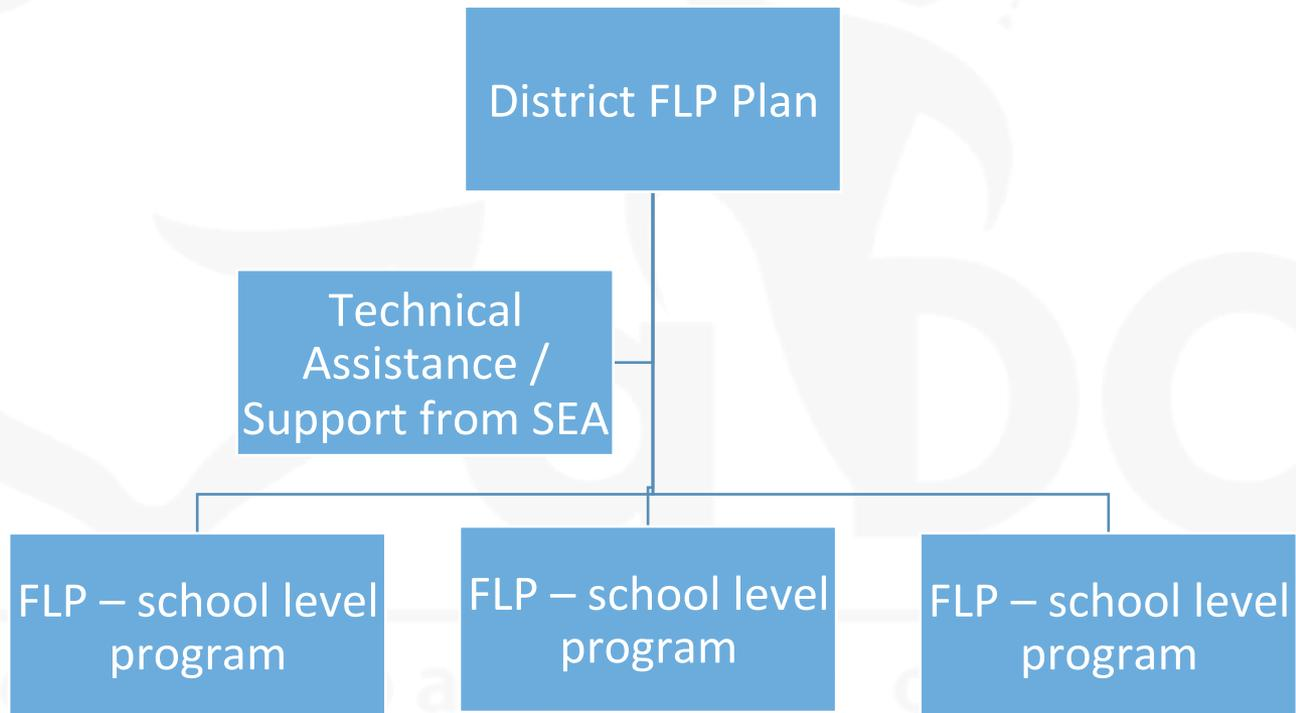 District FLP Plan
Technical
Assistance /
Support from SEA
FLP – school level
program
FLP – school level
program
FLP – school level
program